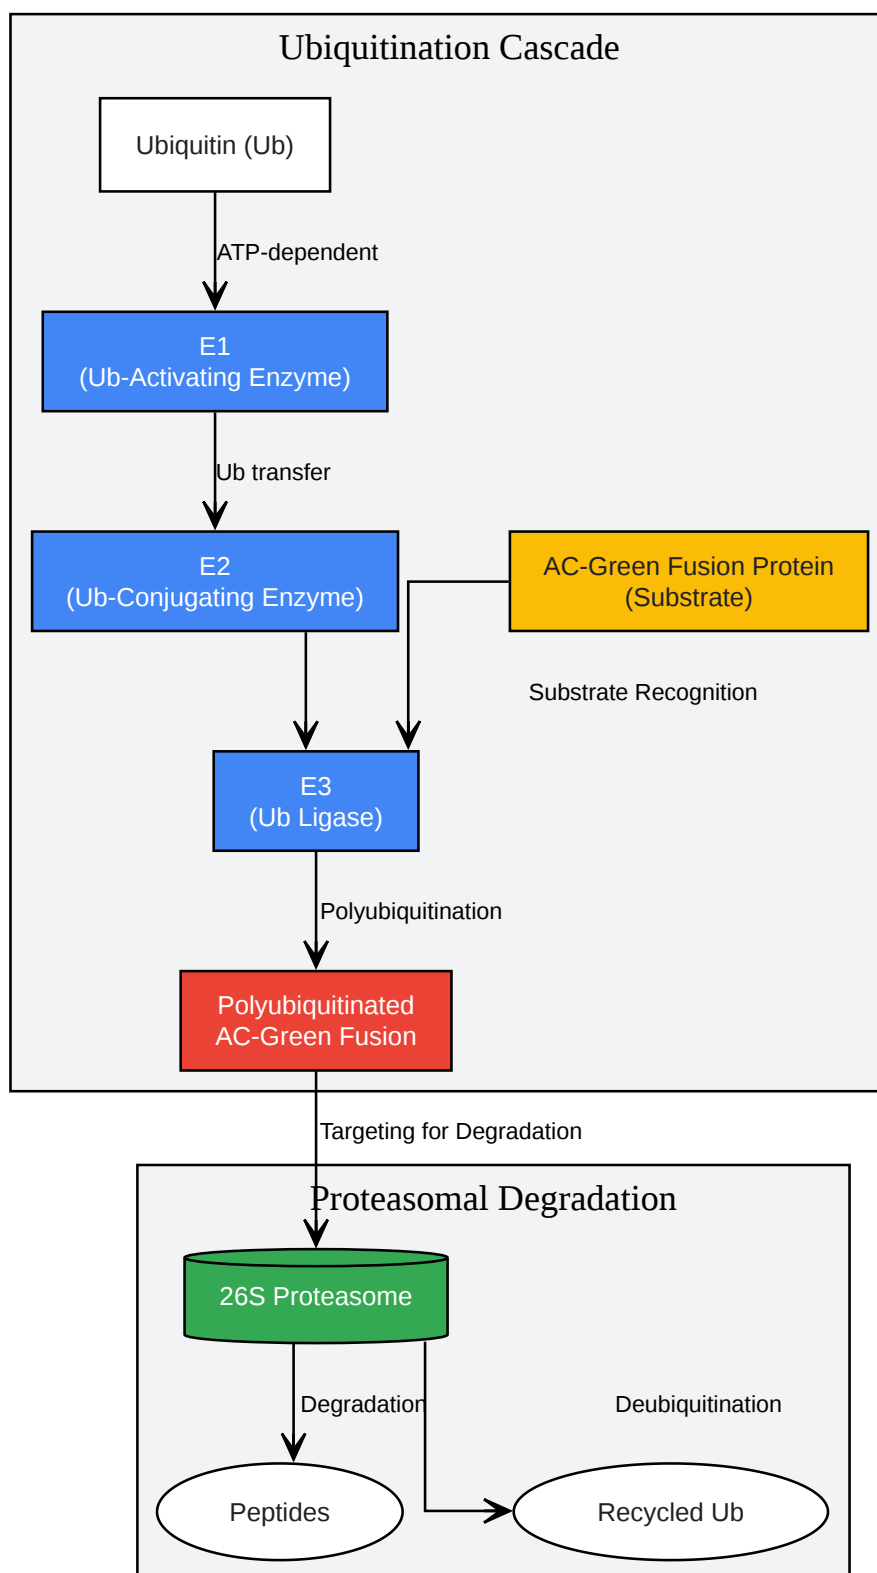 Ubiquitination Cascade
Ubiquitin (Ub)
ATP-dependent
E1
(Ub-Activating Enzyme)
Ub transfer
E2
(Ub-Conjugating Enzyme)
AC-Green Fusion Protein
(Substrate)
Substrate Recognition
E3
(Ub Ligase)
Polyubiquitination
Polyubiquitinated
AC-Green Fusion
Targeting for Degradation
Proteasomal Degradation
26S Proteasome
Degradation
Deubiquitination
Peptides
Recycled Ub